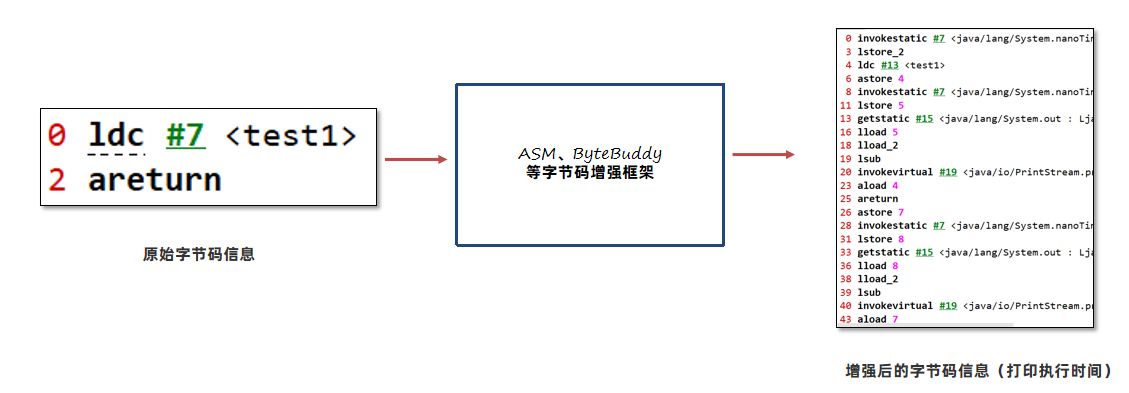 0 ldc #7 <test1>
2 areturn
原始字节码信息
ASM、ByteBuddy
等字节码增强框架
0 invokestatic #7 <java/lang/System.nanoTi
3 lstore_2
4 ldc #13 <test1>
6 astore 4
8 invokestatic #7 <java/lang/System.nanoTi
11 lstore 5
13 getstatic #15 <java/lang/System.out : Lj
16 lload 5
18 lload_2
19 lsub
20 invokevirtual #19 <java/io/PrintStream.p
23 aload 4
25 areturn
26 astore 7
28 invokestatic #7 <java/lang/System.nanoTi
31 lstore 8
33 getstatic #15 <java/lang/System.out : Lj
36 lload 8
38 lload_2
39 lsub
40 invokevirtual #19 <java/io/PrintStream.p
43 aload 7
增强后的字节码信息（打印执行时间）